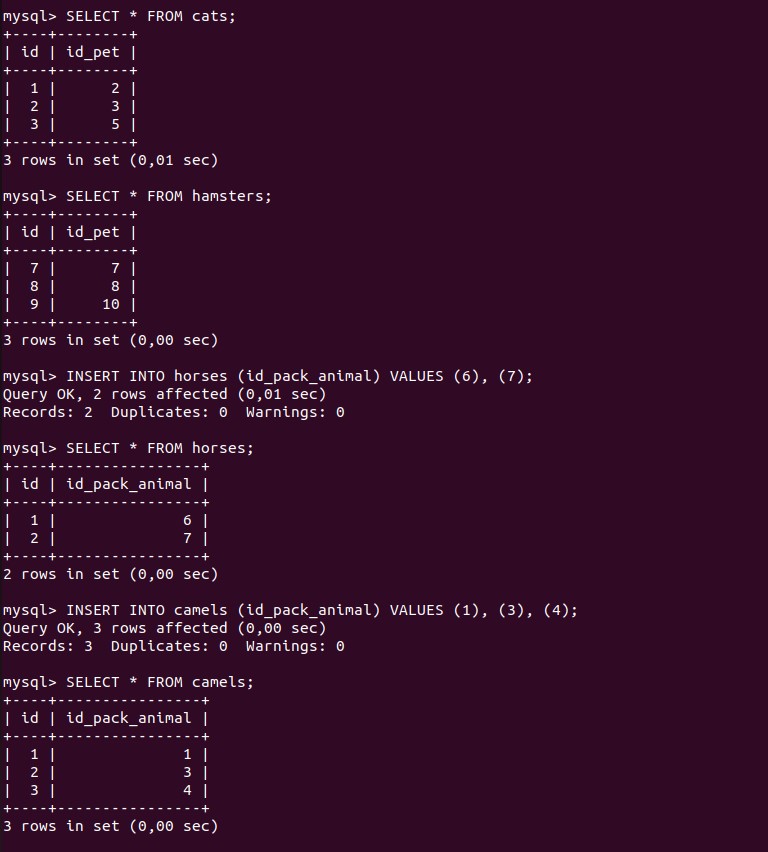 mysql> SELECT * FROM cats;
+----+--------+
| id | id_pet |
+----+--------+
|  1 |      2 |
|  2 |      3 |
|  3 |      5 |
+----+--------+
3 rows in set (0,01 sec)

mysql> SELECT * FROM hamsters;
+----+--------+
| id | id_pet |
+----+--------+
|  7 |      7 |
|  8 |      8 |
|  9 |     10 |
+----+--------+
3 rows in set (0,00 sec)

mysql> INSERT INTO horses (id_pack_animal) VALUES (6), (7);
Query OK, 2 rows affected (0,01 sec)
Records: 2  Duplicates: 0  Warnings: 0

mysql> SELECT * FROM horses;
+----+----------------+
| id | id_pack_animal |
+----+----------------+
|  1 |              6 |
|  2 |              7 |
+----+----------------+
2 rows in set (0,00 sec)

mysql> INSERT INTO camels (id_pack_animal) VALUES (1), (3), (4);
Query OK, 3 rows affected (0,00 sec)
Records: 3  Duplicates: 0  Warnings: 0

mysql> SELECT * FROM camels;
+----+----------------+
| id | id_pack_animal |
+----+----------------+
|  1 |              1 |
|  2 |              3 |
|  3 |              4 |
+----+----------------+
3 rows in set (0,00 sec)